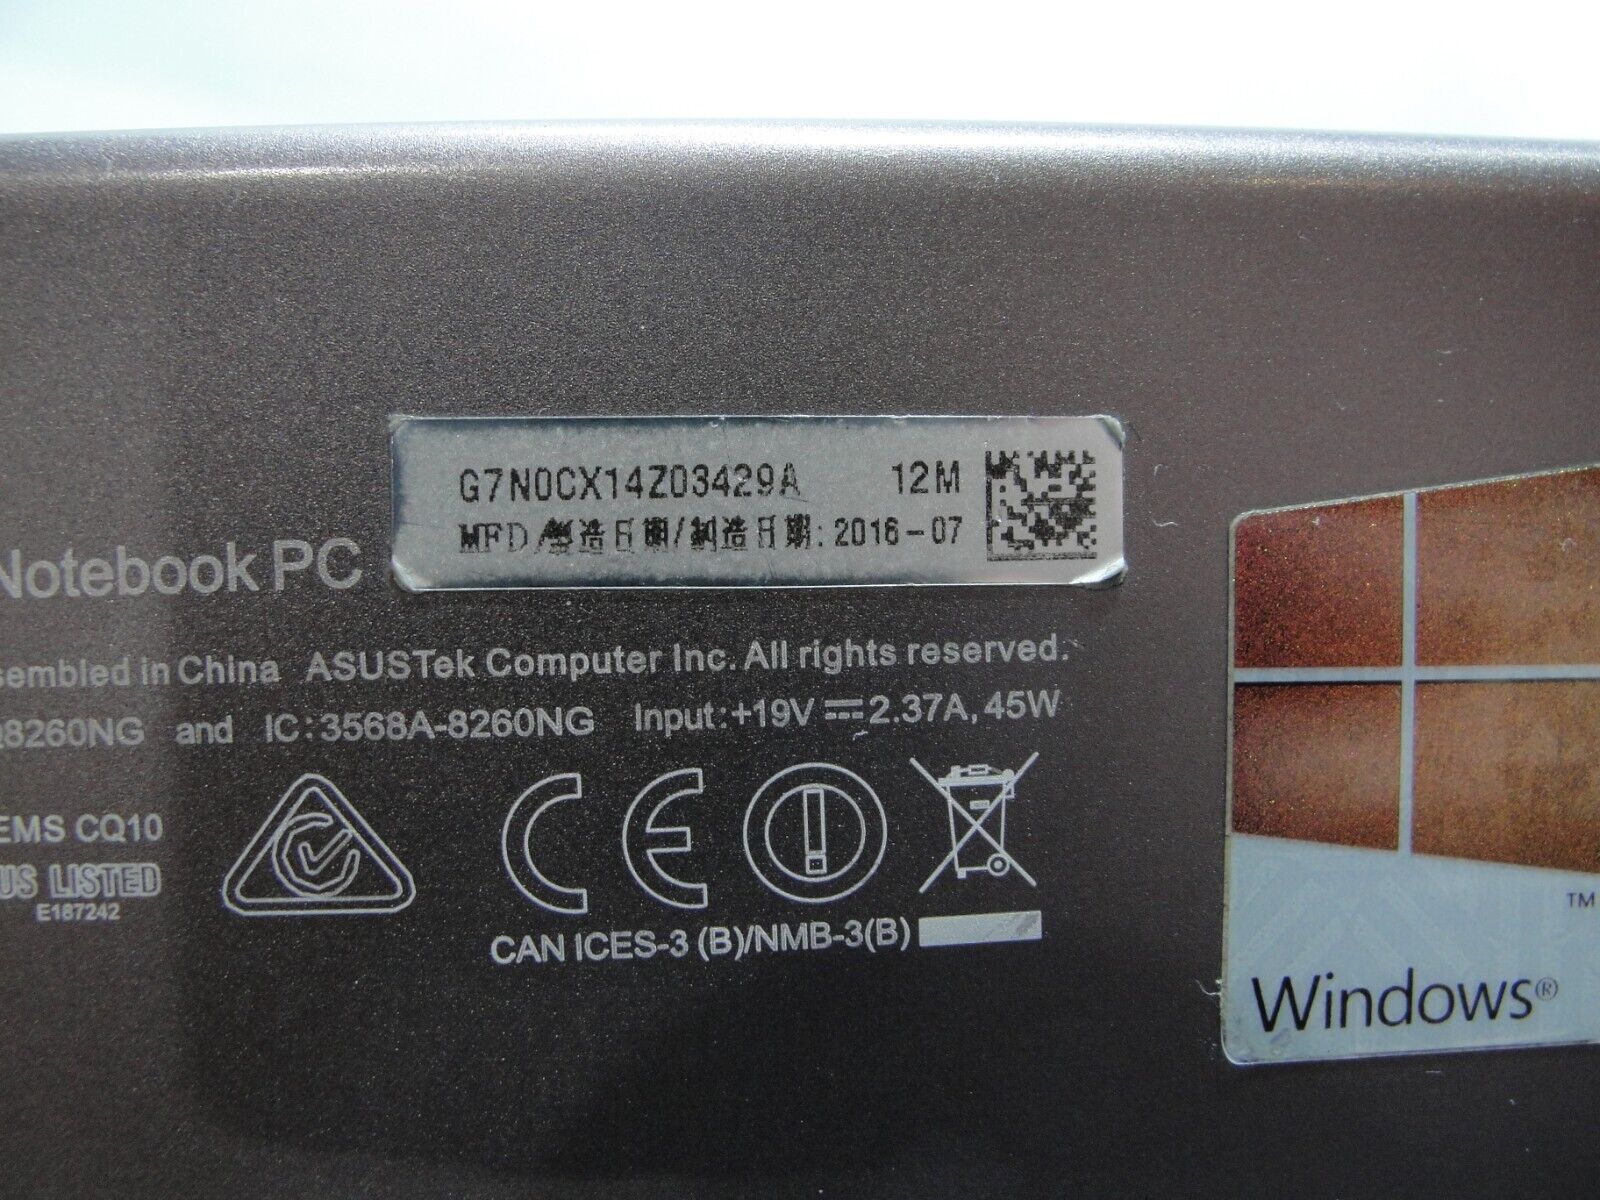 G7N0CX14Z03429A 12M
MFD/製造日期/制造日期: 2016-07
Notebook PC
sembled in China ASUSTek Computer Inc. All rights reserved.
8260NG and IC:3568A-8260NG Input:+19V⎓2.37A, 45W
EMS CQ10
US LISTED
E187242
CE
CAN ICES-3 (B)/NMB-3(B)
TM
Windows®